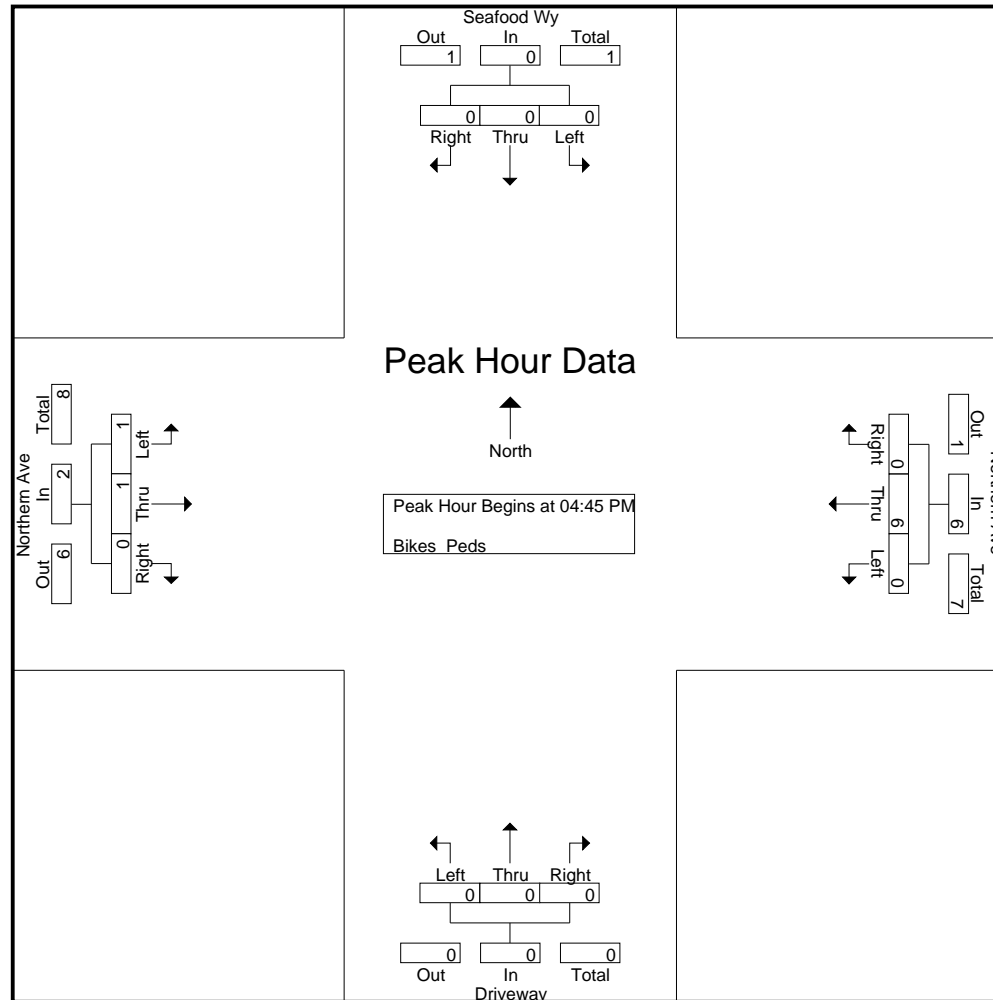 Seafood Wy
Out In Total
1 0 1
0 0 0
Right Thru Left
Peak Hour Data
North
Peak Hour Begins at 04:45 PM
Bikes Peds
Northern Ave
Total In Out
8 2 6
1 1 0
Left Thru Right
Out In Total
1 6 7
0 6 0
Right Thru Left
Left Thru Right
0 0 0
0 0 0
Out In Total
Driveway